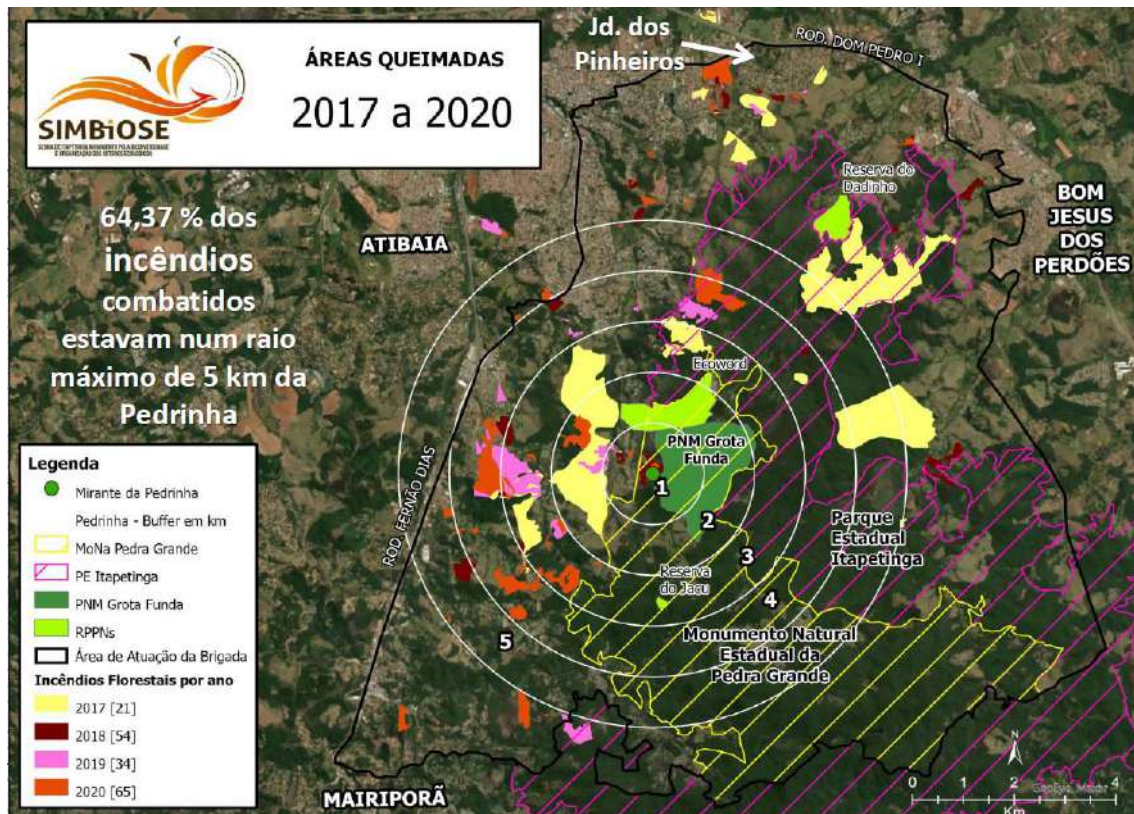 SIMBiOSE
ÁREAS QUEIMADAS
2017 a 2020
Jd. dos
Pinheiros
ROD. DOM PEDRO I
64,37 % dos
incêndios
combatidos
estavam num raio
máximo de 5 km da
Pedrinha
ATIBAIA
Reserva do
Dadinho
BOM
JESUS
DOS
PERDÕES
Ecoword
PNM Grota
Funda
ROD. FERNÃO DIAS
1
2
3
4
5
Parque
Estadual
Itapetinga
Reserva
do Jacu
Monumento Natural
Estadual da
Pedra Grande
MAIRIPORÃ
Legenda
Mirante da Pedrinha
Pedrinha - Buffer em km
MoNa Pedra Grande
PE Itapetinga
PNM Grota Funda
RPPNs
Área de Atuação da Brigada
Incêndios Florestais por ano
2017 [21]
2018 [54]
2019 [34]
2020 [65]
N
0 2 4
Km